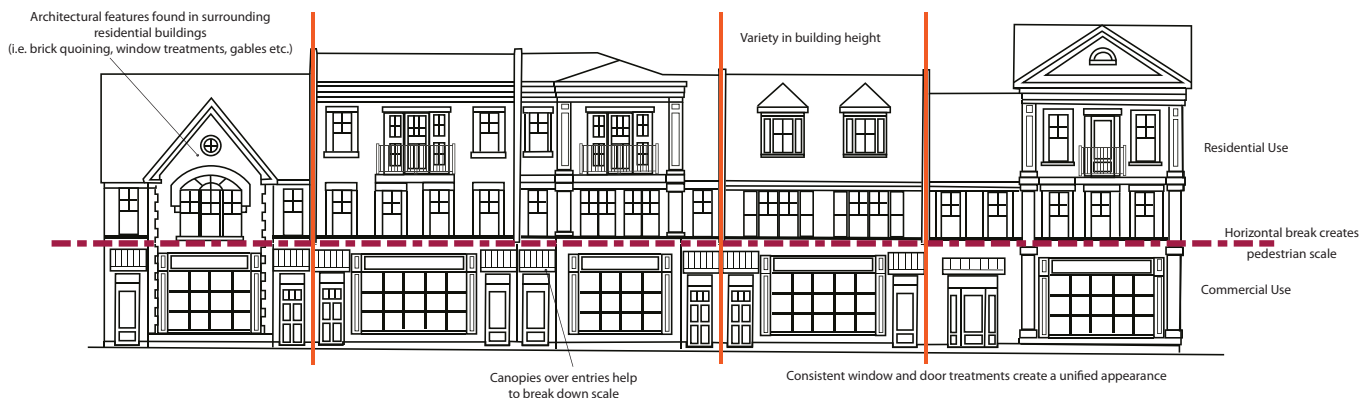 Architectural features found in surrounding
residential buildings
(i.e. brick quoining, window treatments, gables etc.)
Variety in building height
Residential Use
Horizontal break creates
pedestrian scale
Commercial Use
Canopies over entries help
to break down scale
Consistent window and door treatments create a unified appearance